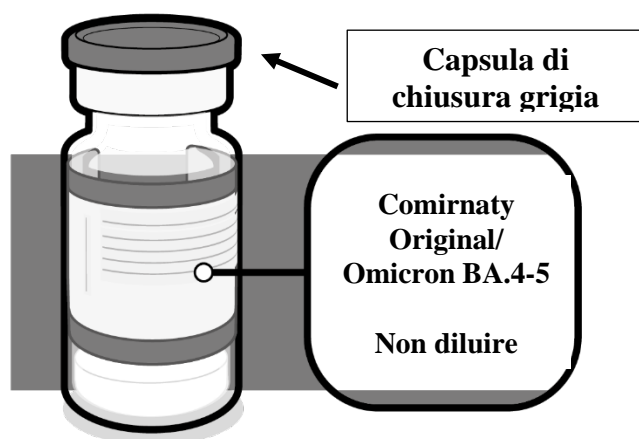 Capsula di
chiusura grigia
Comirnaty
Original/
Omicron BA.4-5
Non diluire